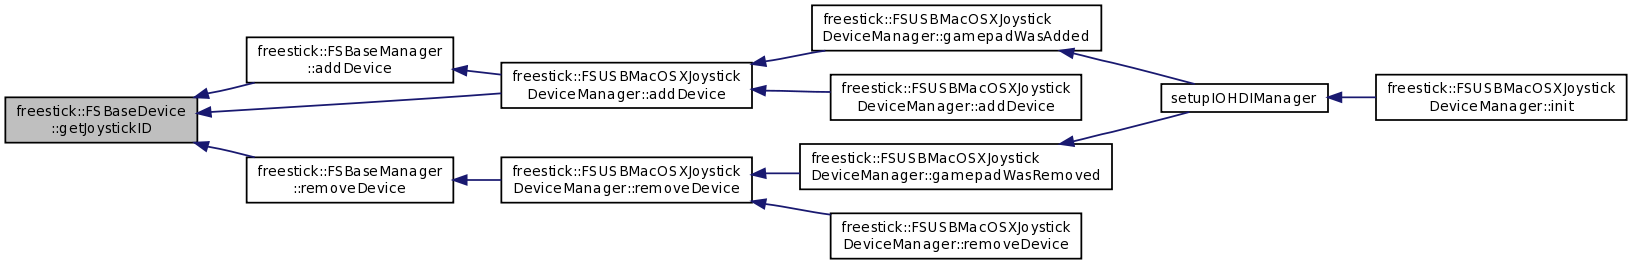 freestick::FSBaseDevice
::getJoystickID
freestick::FSBaseManager
::addDevice
freestick::FSBaseManager
::removeDevice
freestick::FSUSBMacOSXJoystick
DeviceManager::addDevice
freestick::FSUSBMacOSXJoystick
DeviceManager::removeDevice
freestick::FSUSBMacOSXJoystick
DeviceManager::gamepadWasAdded
freestick::FSUSBMacOSXJoystick
DeviceManager::addDevice
freestick::FSUSBMacOSXJoystick
DeviceManager::gamepadWasRemoved
freestick::FSUSBMacOSXJoystick
DeviceManager::removeDevice
setupIOHDIManager
freestick::FSUSBMacOSXJoystick
DeviceManager::init